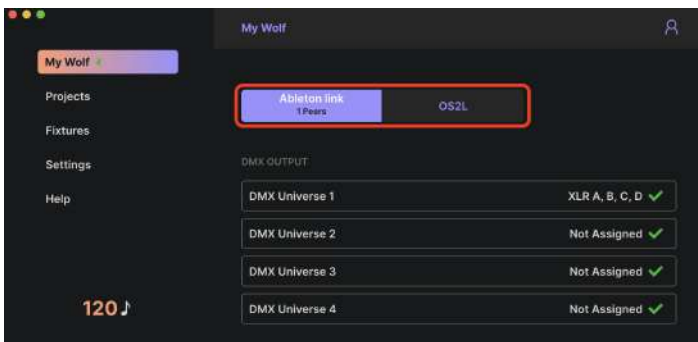 My Wolf
My Wolf
Projects
Fixtures
Settings
Help
120
Ableton link
1 Peers
OS2L
DMX OUTPUT
DMX Universe 1
XLR A, B, C, D
DMX Universe 2
Not Assigned
DMX Universe 3
Not Assigned
DMX Universe 4
Not Assigned